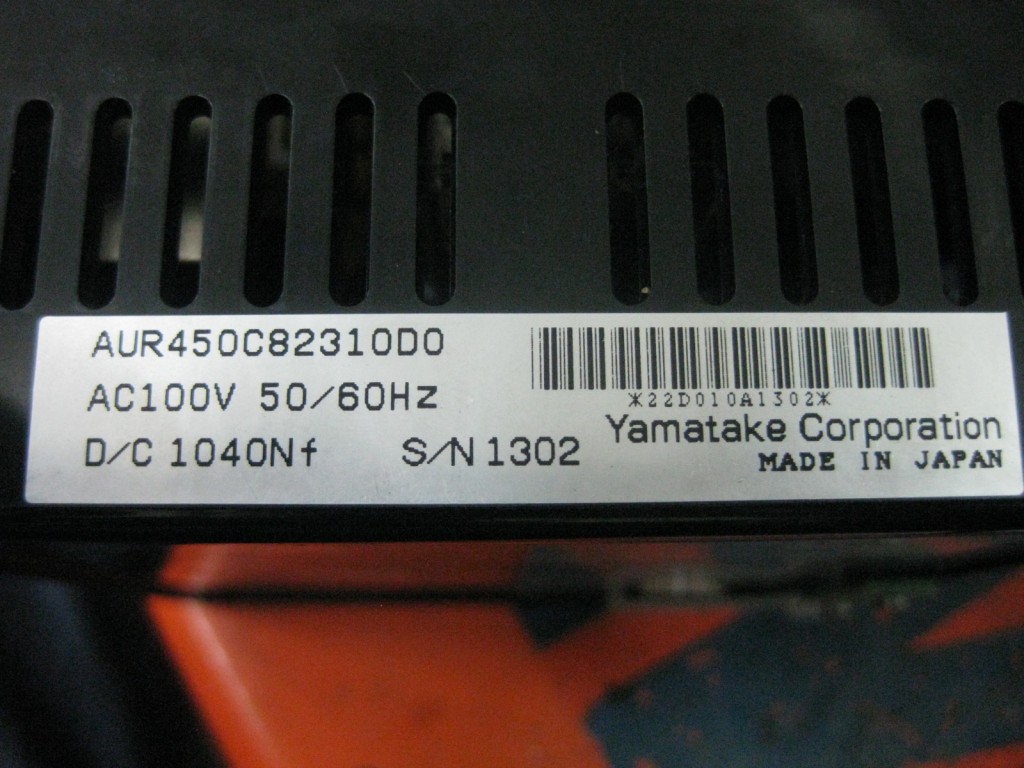 AUR450C82310D0
AC100V 50/60Hz
D/C 1040Nf S/N 1302
*22D010A1302*
Yamatake Corporation
MADE IN JAPAN